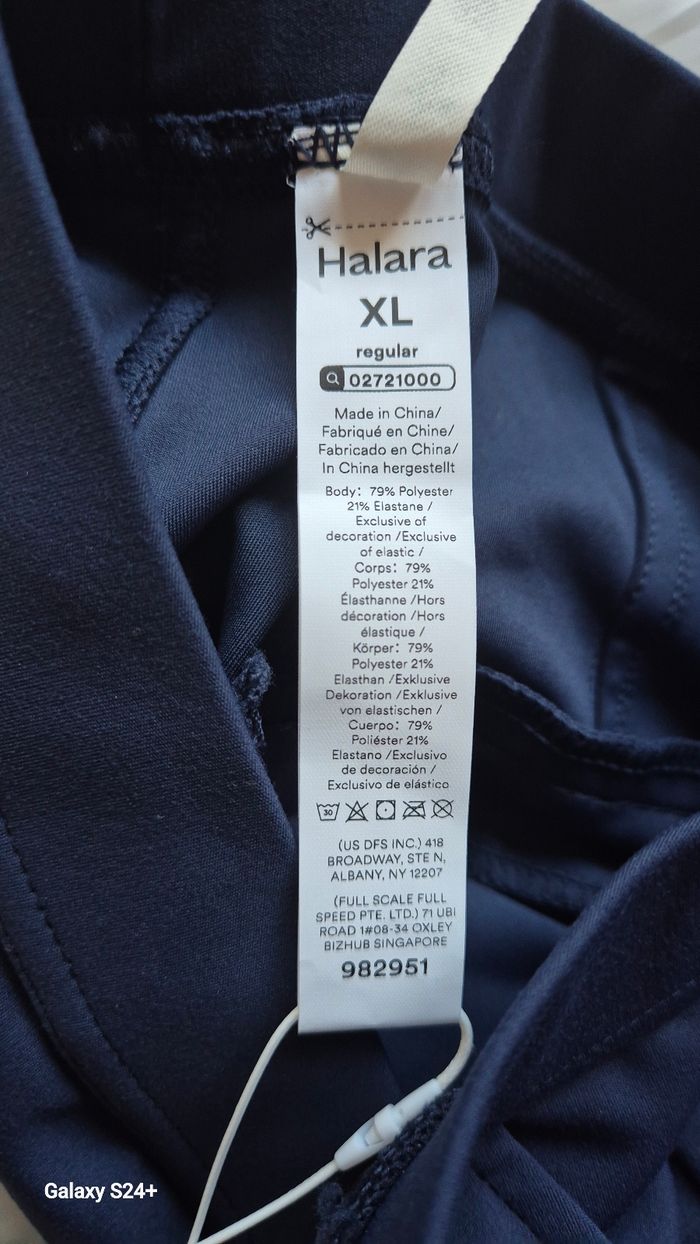 Halara
XL
regular
02721000
Made in China/
Fabriqué en Chine/
Fabricado en China/
In China hergestellt
Body: 79% Polyester
21% Elastane /
Exclusive of
decoration /Exclusive
of elastic /
Corps: 79%
Polyester 21%
Élasthanne /Hors
décoration /Hors
élastique /
Körper: 79%
Polyester 21%
Elasthan /Exklusive
Dekoration /Exklusive
von elastischen /
Cuerpo: 79%
Poliéster 21%
Elastano /Exclusivo
de decoración /
Exclusivo de elástico
30
(US DFS INC.) 418
BROADWAY, STE N,
ALBANY, NY 12207
(FULL SCALE FULL
SPEED PTE. LTD.) 71 UBI
ROAD 1#08-34 OXLEY
BIZHUB SINGAPORE
982951
Galaxy S24+